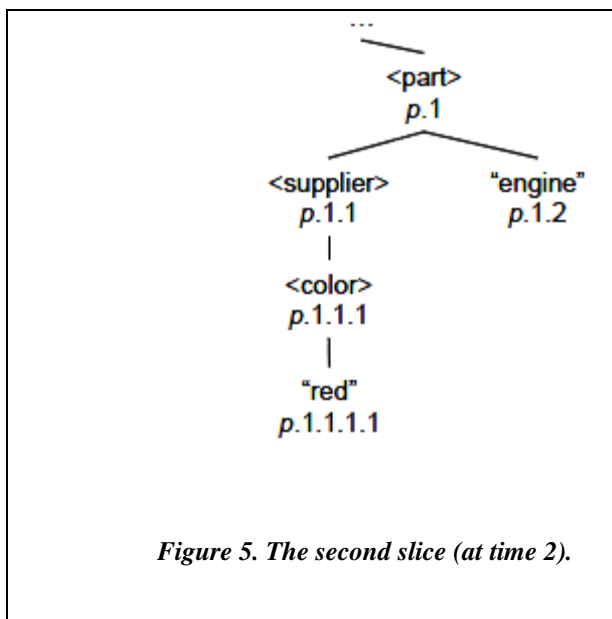 ...
<part>
p.1
<supplier> "engine"
p.1.1 p.1.2
<color>
p.1.1.1
"red"
p.1.1.1.1
Figure 5. The second slice (at time 2).